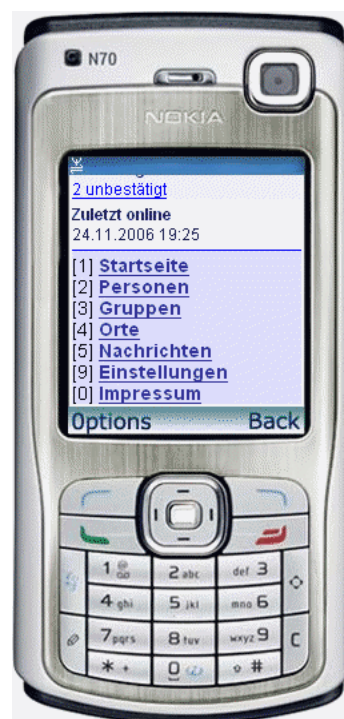 N70
NOKIA
2 unbestätigt
Zuletzt online
24.11.2006 19:25
[1] Startseite
[2] Personen
[3] Gruppen
[4] Orte
[5] Nachrichten
[9] Einstellungen
[0] Impressum
Options Back
1 2 abc def 3
4 ghi 5 jkl mno 6
7 pqrs 8 tuv wxyz 9 C
* + 0 #